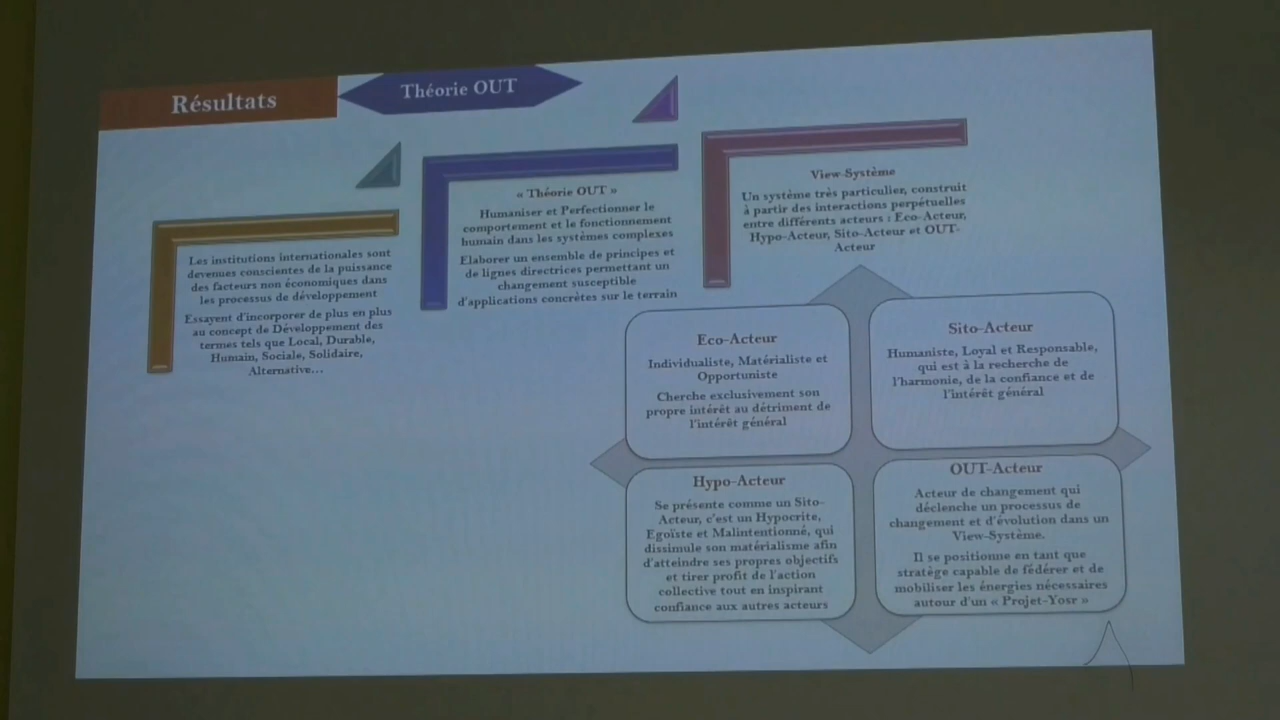 Résultats
Théorie OUT
Les institutions internationales sont
devenues conscientes de la puissance
des facteurs non économiques dans
les processus de développement
Essayent d'incorporer de plus en plus
au concept de Développement des
termes tels que Local, Durable,
Humain, Sociale, Solidaire,
Alternative...
« Théorie OUT »
Humaniser et Perfectionner le
comportement et le fonctionnement
humain dans les systèmes complexes
Elaborer un ensemble de principes et
de lignes directrices permettant un
changement susceptible
d'applications concrètes sur le terrain
View-Système
Un système très particulier, construit
à partir des interactions perpétuelles
entre différents acteurs : Eco-Acteur,
Hypo-Acteur, Sito-Acteur et OUT-
Acteur
Eco-Acteur
Individualiste, Matérialiste et
Opportuniste
Cherche exclusivement son
propre intérêt au détriment de
l'intérêt général
Sito-Acteur
Humaniste, Loyal et Responsable,
qui est à la recherche de
l'harmonie, de la confiance et de
l'intérêt général
Hypo-Acteur
Se présente comme un Sito-
Acteur, c'est un Hypocrite,
Egoïste et Malintentionné, qui
dissimule son matérialisme afin
d'atteindre ses propres objectifs
et tirer profit de l'action
collective tout en inspirant
confiance aux autres acteurs
OUT-Acteur
Acteur de changement qui
déclenche un processus de
changement et d'évolution dans un
View-Système.
Il se positionne en tant que
stratège capable de fédérer et de
mobiliser les énergies nécessaires
autour d'un « Projet-Yosr »